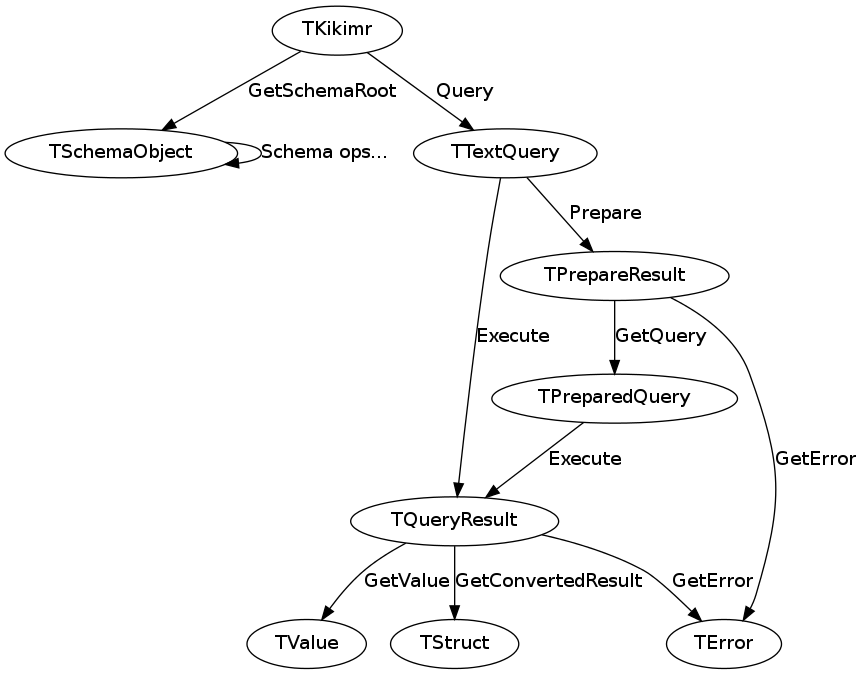 TKikimr
GetSchemaRoot
Query
TSchemaObject
Schema ops...
TTextQuery
Prepare
TPrepareResult
Execute
GetQuery
TPreparedQuery
Execute
GetError
TQueryResult
GetValue
GetConvertedResult
GetError
TValue
TStruct
TError